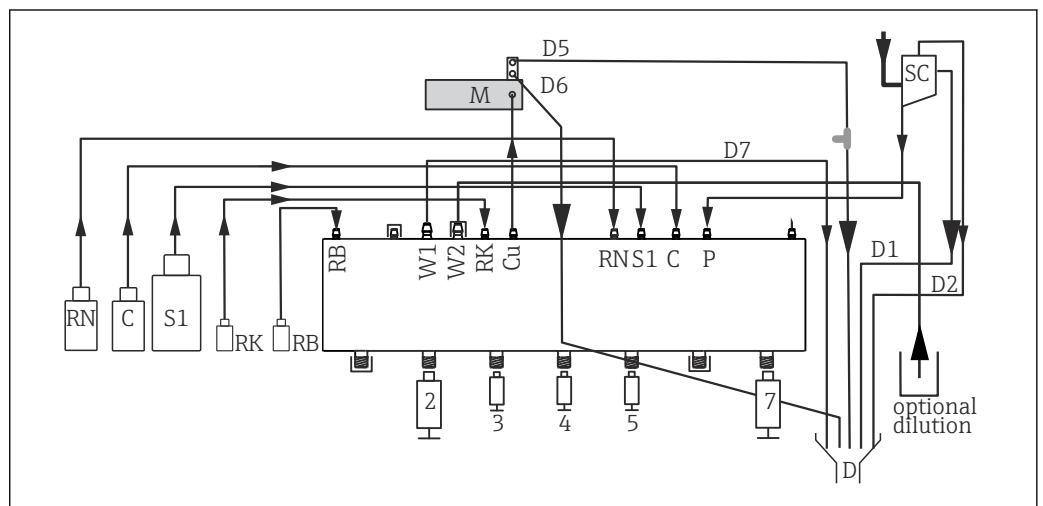 D5
SC
M
D6
D7
RB
W1
W2
RK
Cu
RN
S1
C
P
D1
D2
RN
C
S1
RK
RB
2
3
4
5
7
optional
dilution
D